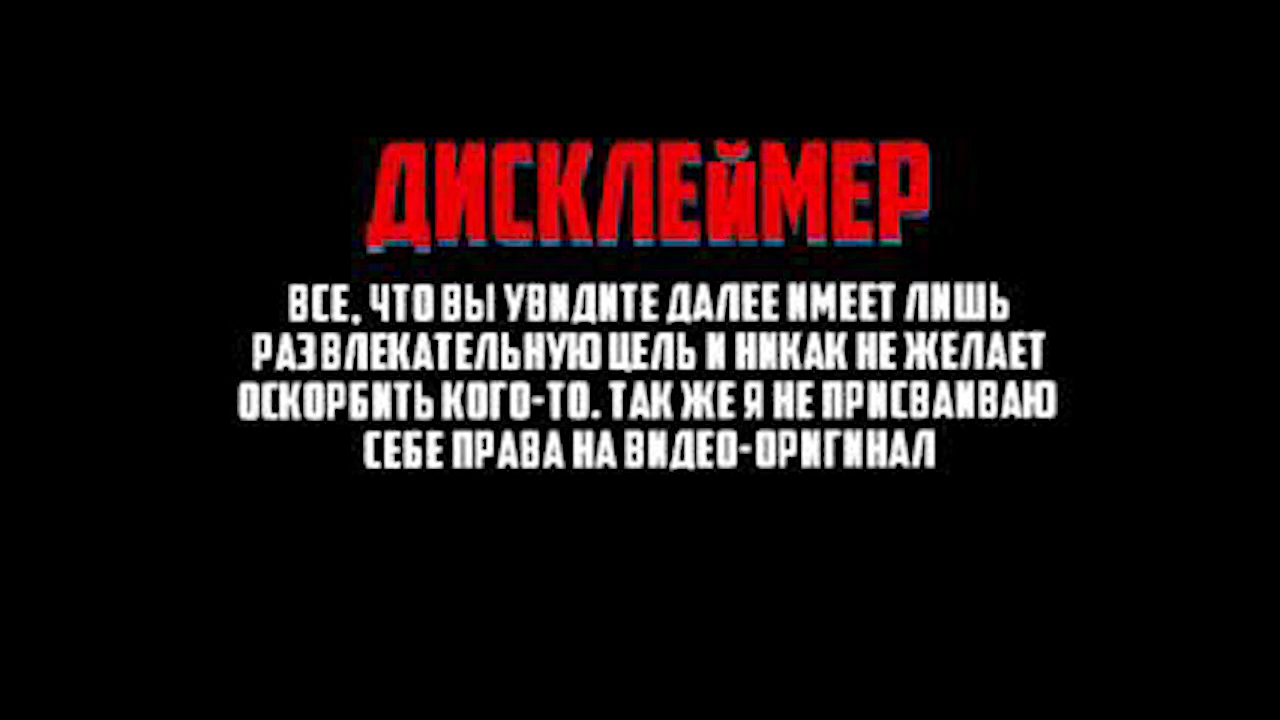 ДИСКЛЕЙМЕР
ВСЕ, ЧТО ВЫ УВИДИТЕ ДАЛЕЕ ИМЕЕТ ЛИШЬ
РАЗВЛЕКАТЕЛЬНУЮ ЦЕЛЬ И НИКАК НЕ ЖЕЛАЕТ
ОСКОРБИТЬ КОГО-ТО. ТАК ЖЕ Я НЕ ПРИСВАИВАЮ
СЕБЕ ПРАВА НА ВИДЕО-ОРИГИНАЛ